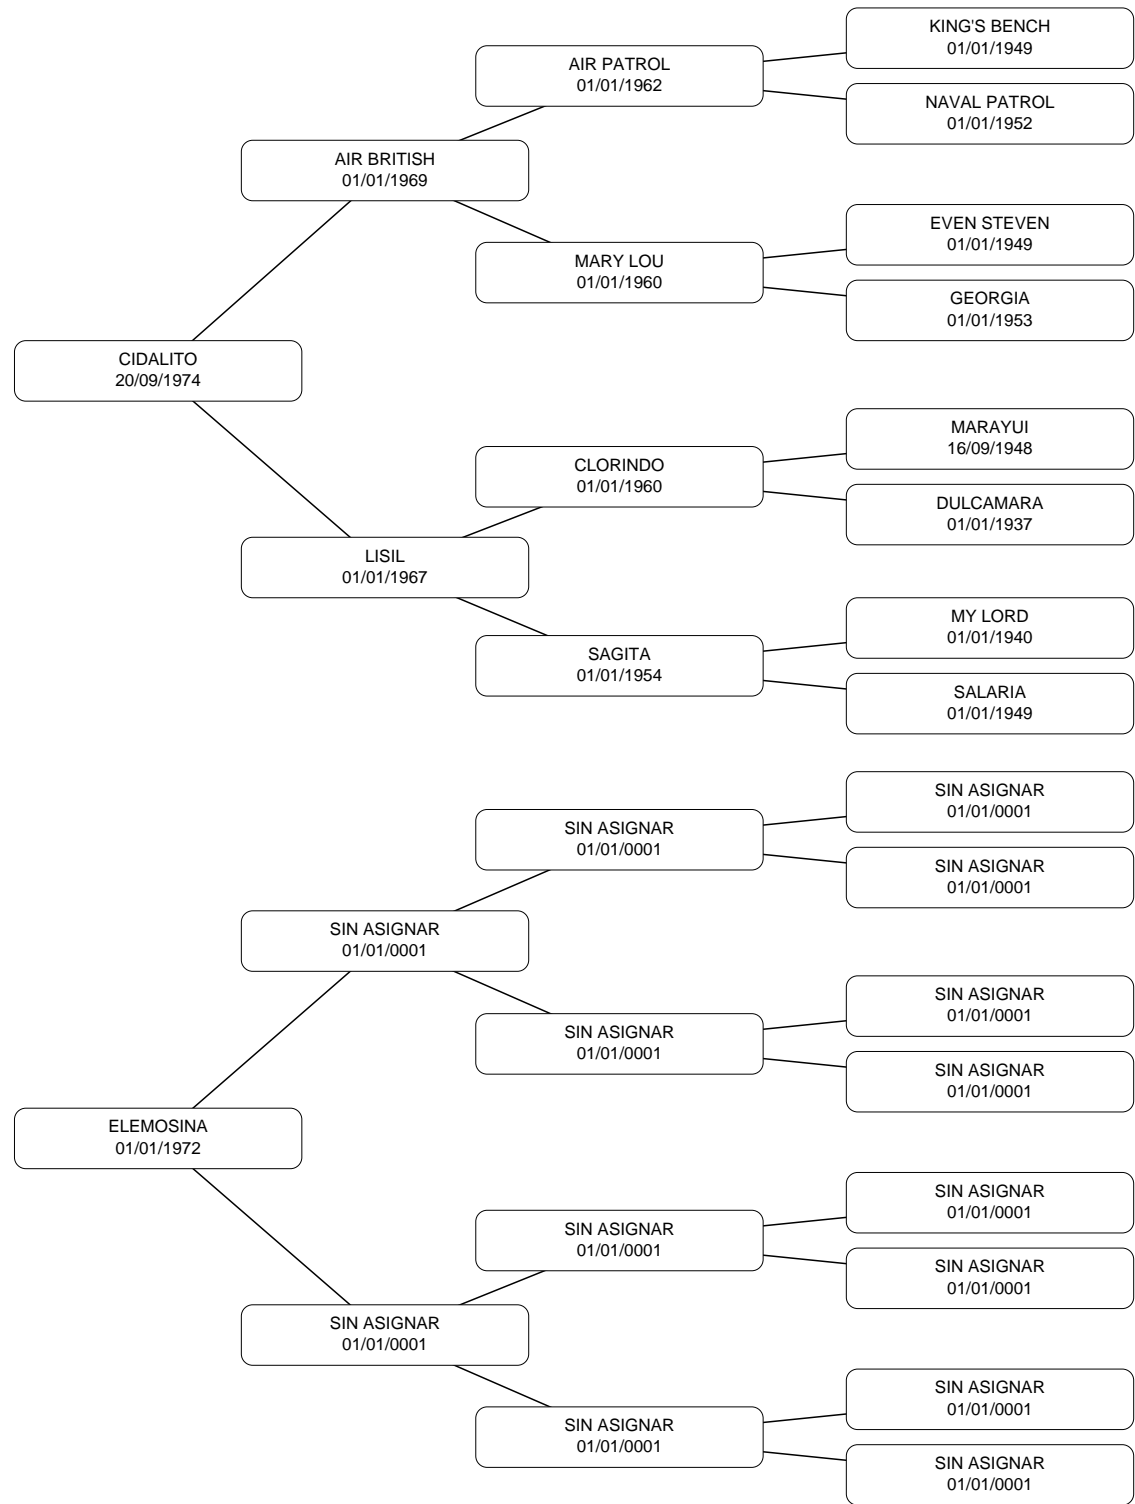 KING'S BENCH
01/01/1949
AIR PATROL
01/01/1962
NAVAL PATROL
01/01/1952
AIR BRITISH
01/01/1969
EVEN STEVEN
01/01/1949
MARY LOU
01/01/1960
GEORGIA
01/01/1953
CIDALITO
20/09/1974
MARAYUI
16/09/1948
CLORINDO
01/01/1960
DULCAMARA
01/01/1937
LISIL
01/01/1967
MY LORD
01/01/1940
SAGITA
01/01/1954
SALARIA
01/01/1949
SIN ASIGNAR
01/01/0001
SIN ASIGNAR
01/01/0001
SIN ASIGNAR
01/01/0001
SIN ASIGNAR
01/01/0001
SIN ASIGNAR
01/01/0001
SIN ASIGNAR
01/01/0001
SIN ASIGNAR
01/01/0001
ELEMOSINA
01/01/1972
SIN ASIGNAR
01/01/0001
SIN ASIGNAR
01/01/0001
SIN ASIGNAR
01/01/0001
SIN ASIGNAR
01/01/0001
SIN ASIGNAR
01/01/0001
SIN ASIGNAR
01/01/0001
SIN ASIGNAR
01/01/0001